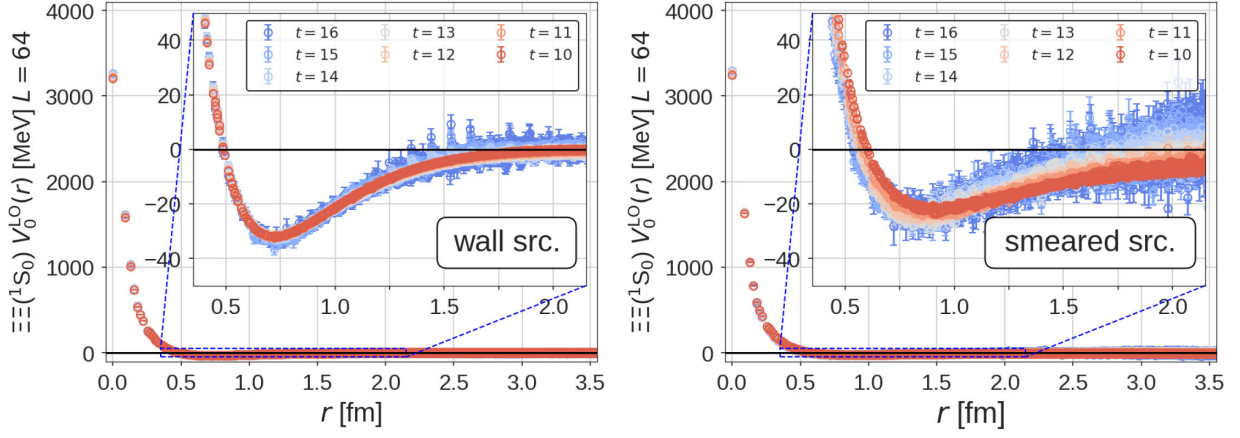 4000
3000
2000
1000
0
ΞΞ(¹S₀) V₀ᴸᴼ(r) [MeV] L = 64
40
20
0
−20
−40
t = 16
t = 15
t = 14
t = 13
t = 12
t = 11
t = 10
wall src.
0.5
1.0
1.5
2.0
0.0
0.5
1.0
1.5
2.0
2.5
3.0
3.5
r [fm]
4000
3000
2000
1000
0
ΞΞ(¹S₀) V₀ᴸᴼ(r) [MeV] L = 64
40
20
0
−20
−40
t = 16
t = 15
t = 14
t = 13
t = 12
t = 11
t = 10
smeared src.
0.5
1.0
1.5
2.0
0.0
0.5
1.0
1.5
2.0
2.5
3.0
3.5
r [fm]